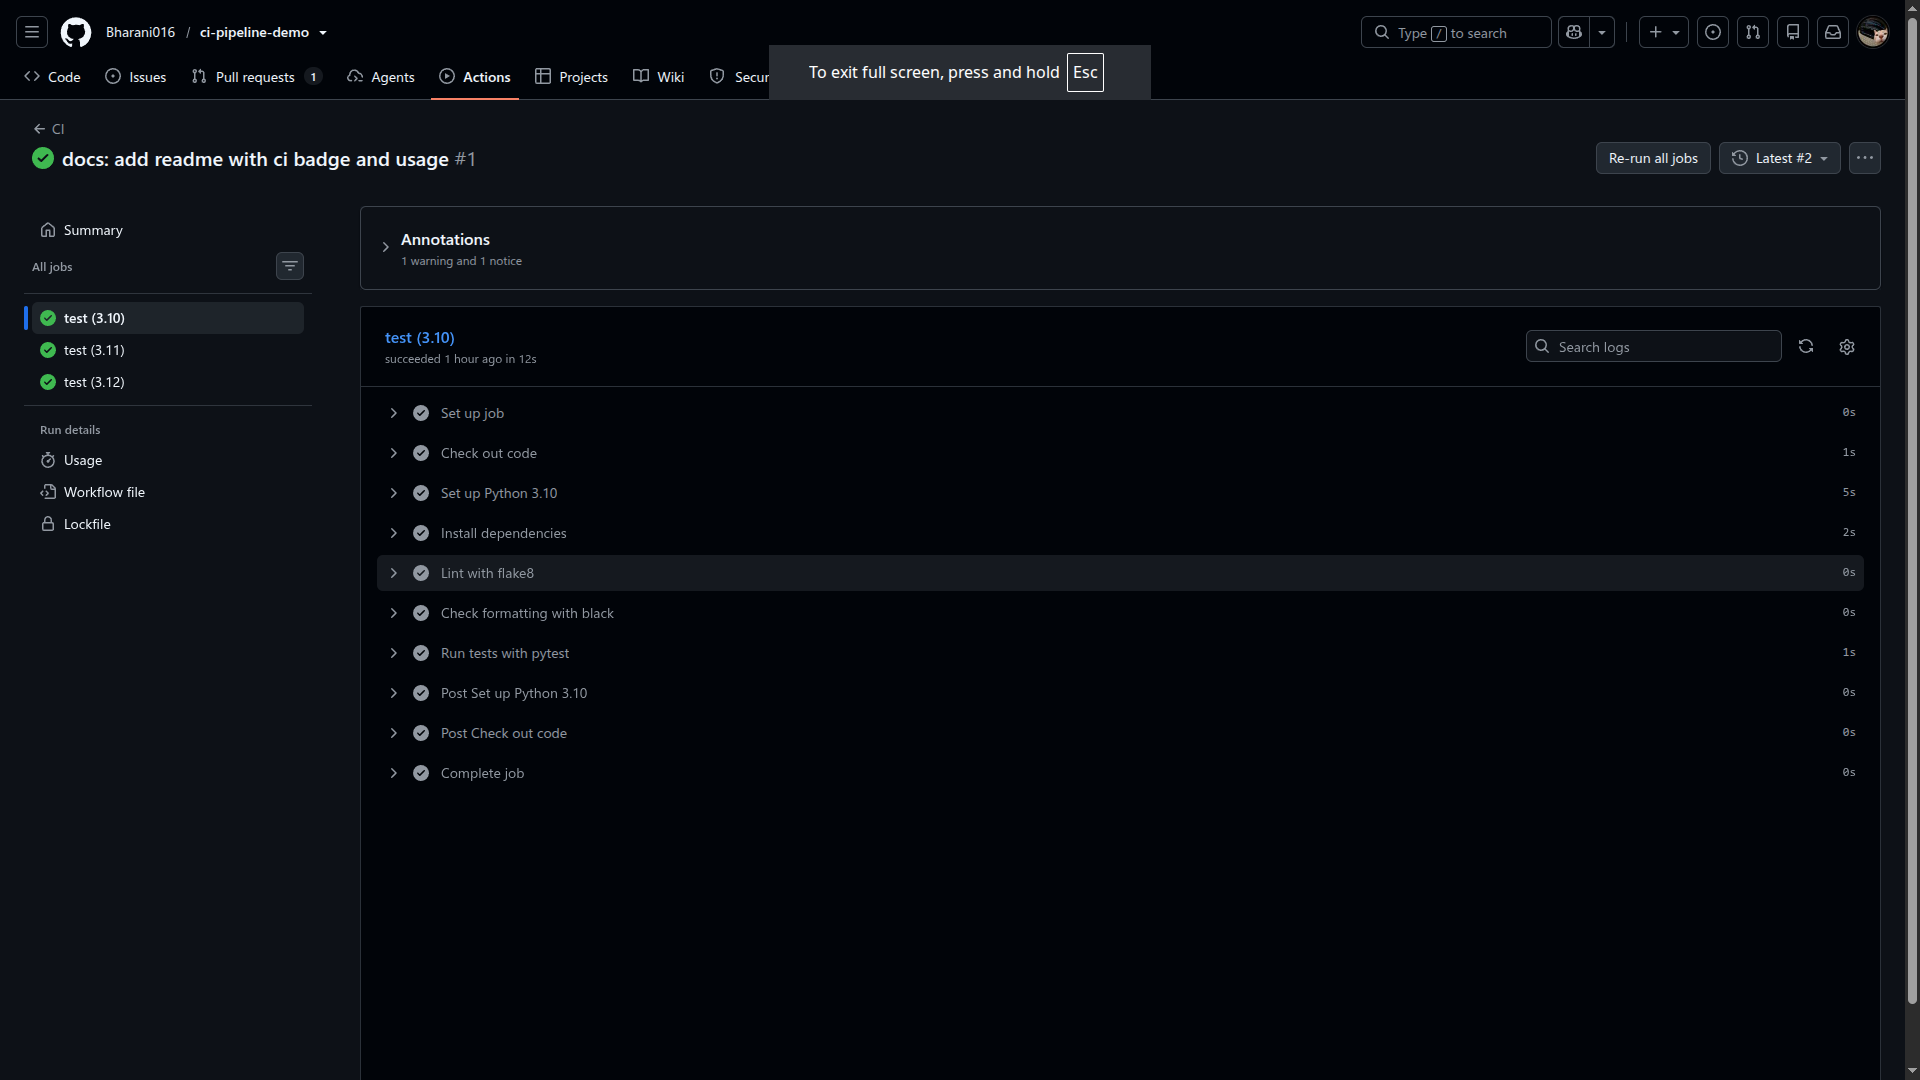 Bharani016 / ci-pipeline-demo
Type / to search
Code
Issues
Pull requests 1
Agents
Actions
Projects
Wiki
Secur
To exit full screen, press and hold Esc
CI
docs: add readme with ci badge and usage #1
Re-run all jobs
Latest #2
Summary
All jobs
test (3.10)
test (3.11)
test (3.12)
Run details
Usage
Workflow file
Lockfile
Annotations
1 warning and 1 notice
test (3.10)
succeeded 1 hour ago in 12s
Search logs
Set up job 0s
Check out code 1s
Set up Python 3.10 5s
Install dependencies 2s
Lint with flake8 0s
Check formatting with black 0s
Run tests with pytest 1s
Post Set up Python 3.10 0s
Post Check out code 0s
Complete job 0s